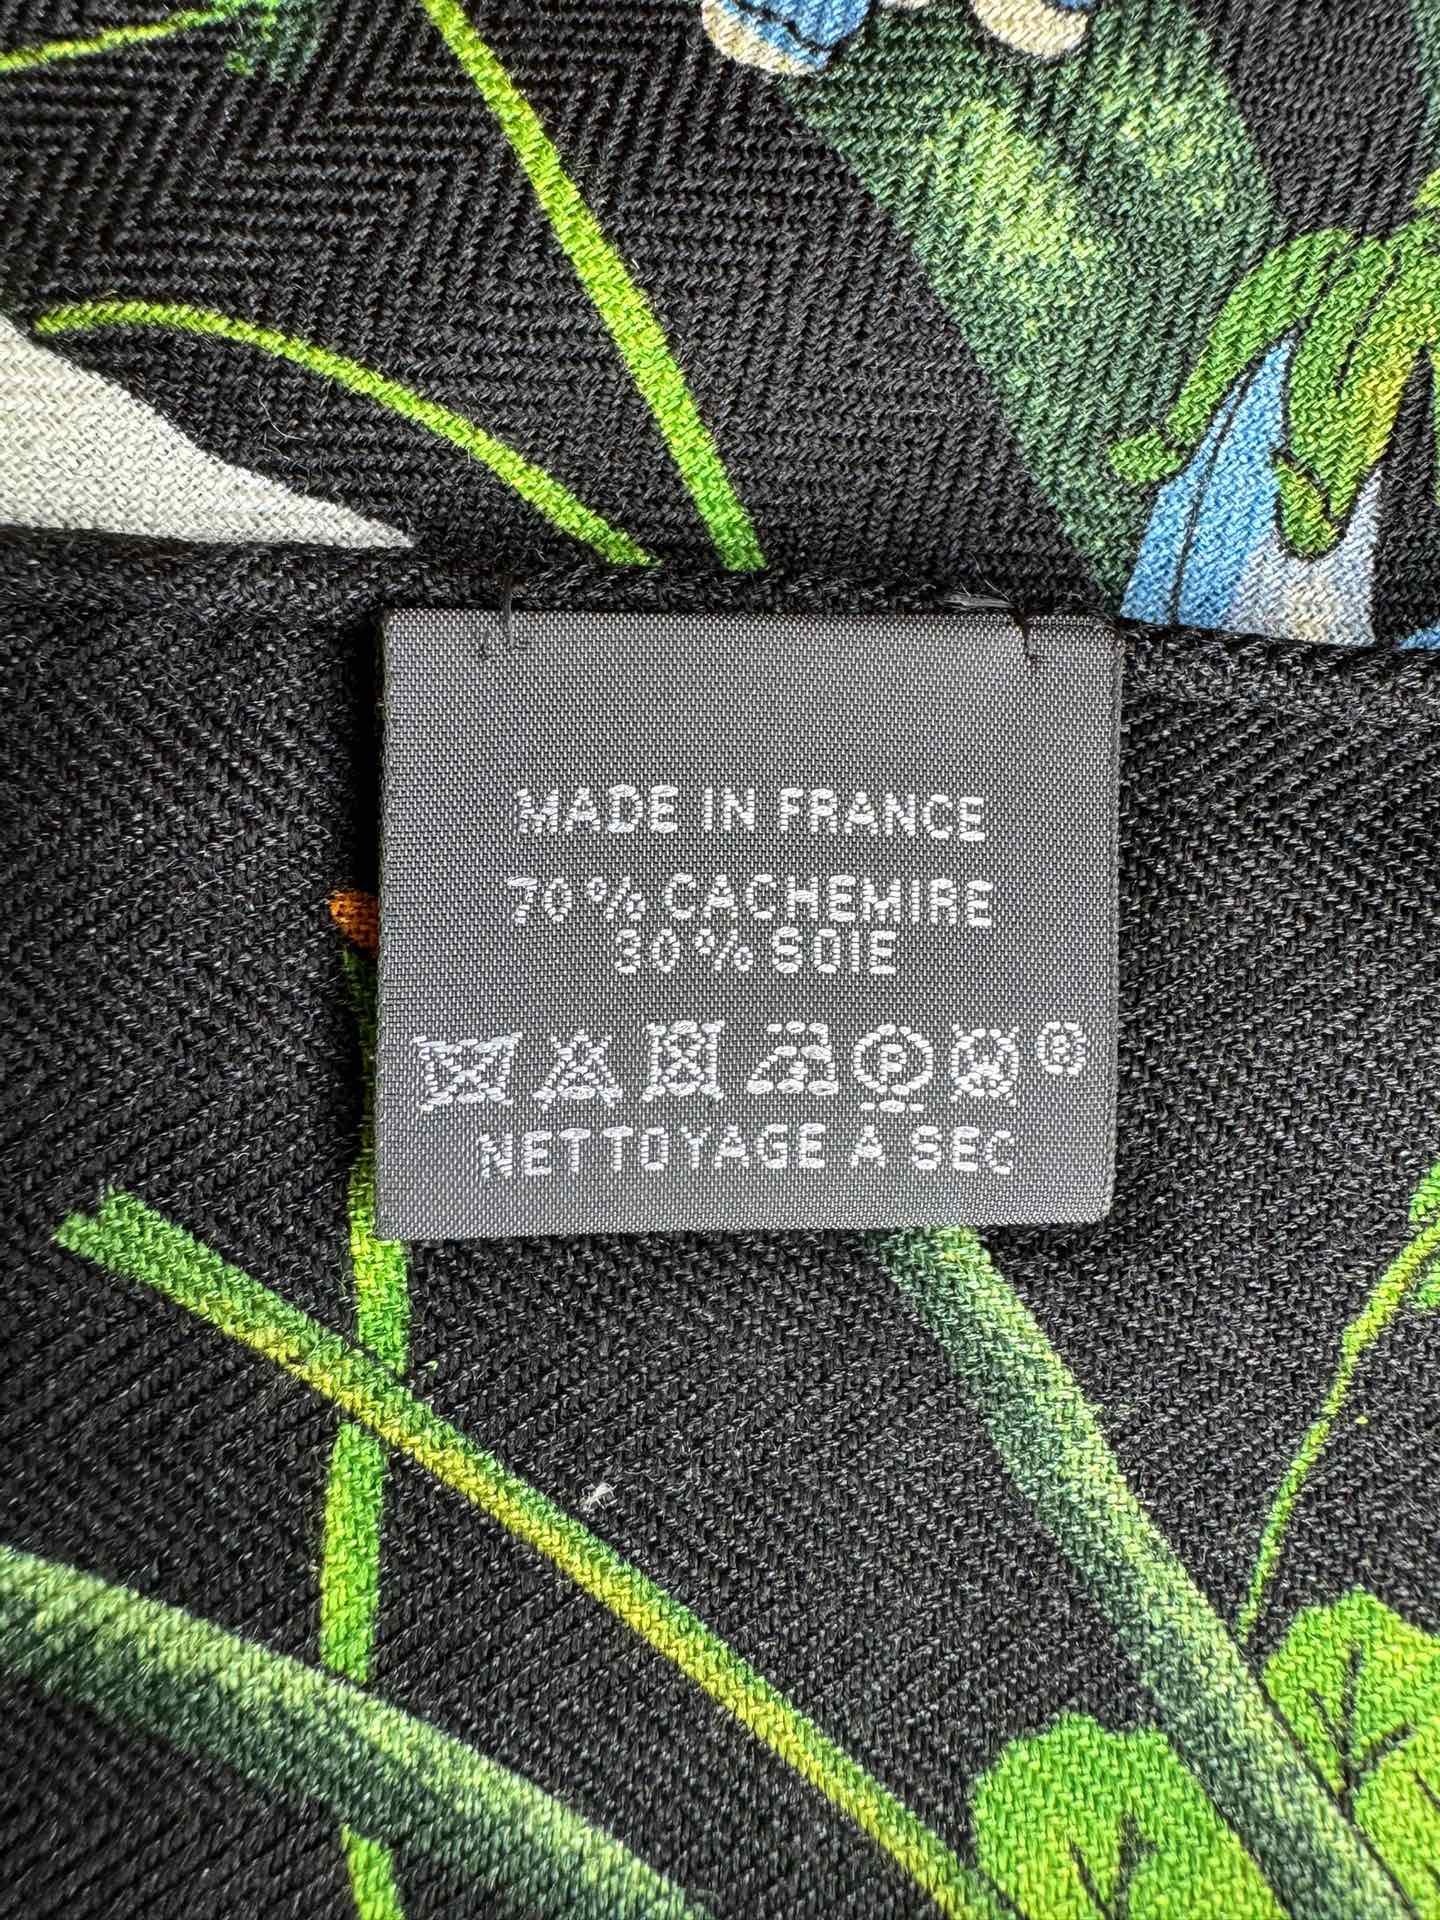 MADE IN FRANCE
70% CACHEMIRE
30% SOIE
P ®
NETTOYAGE A SEC